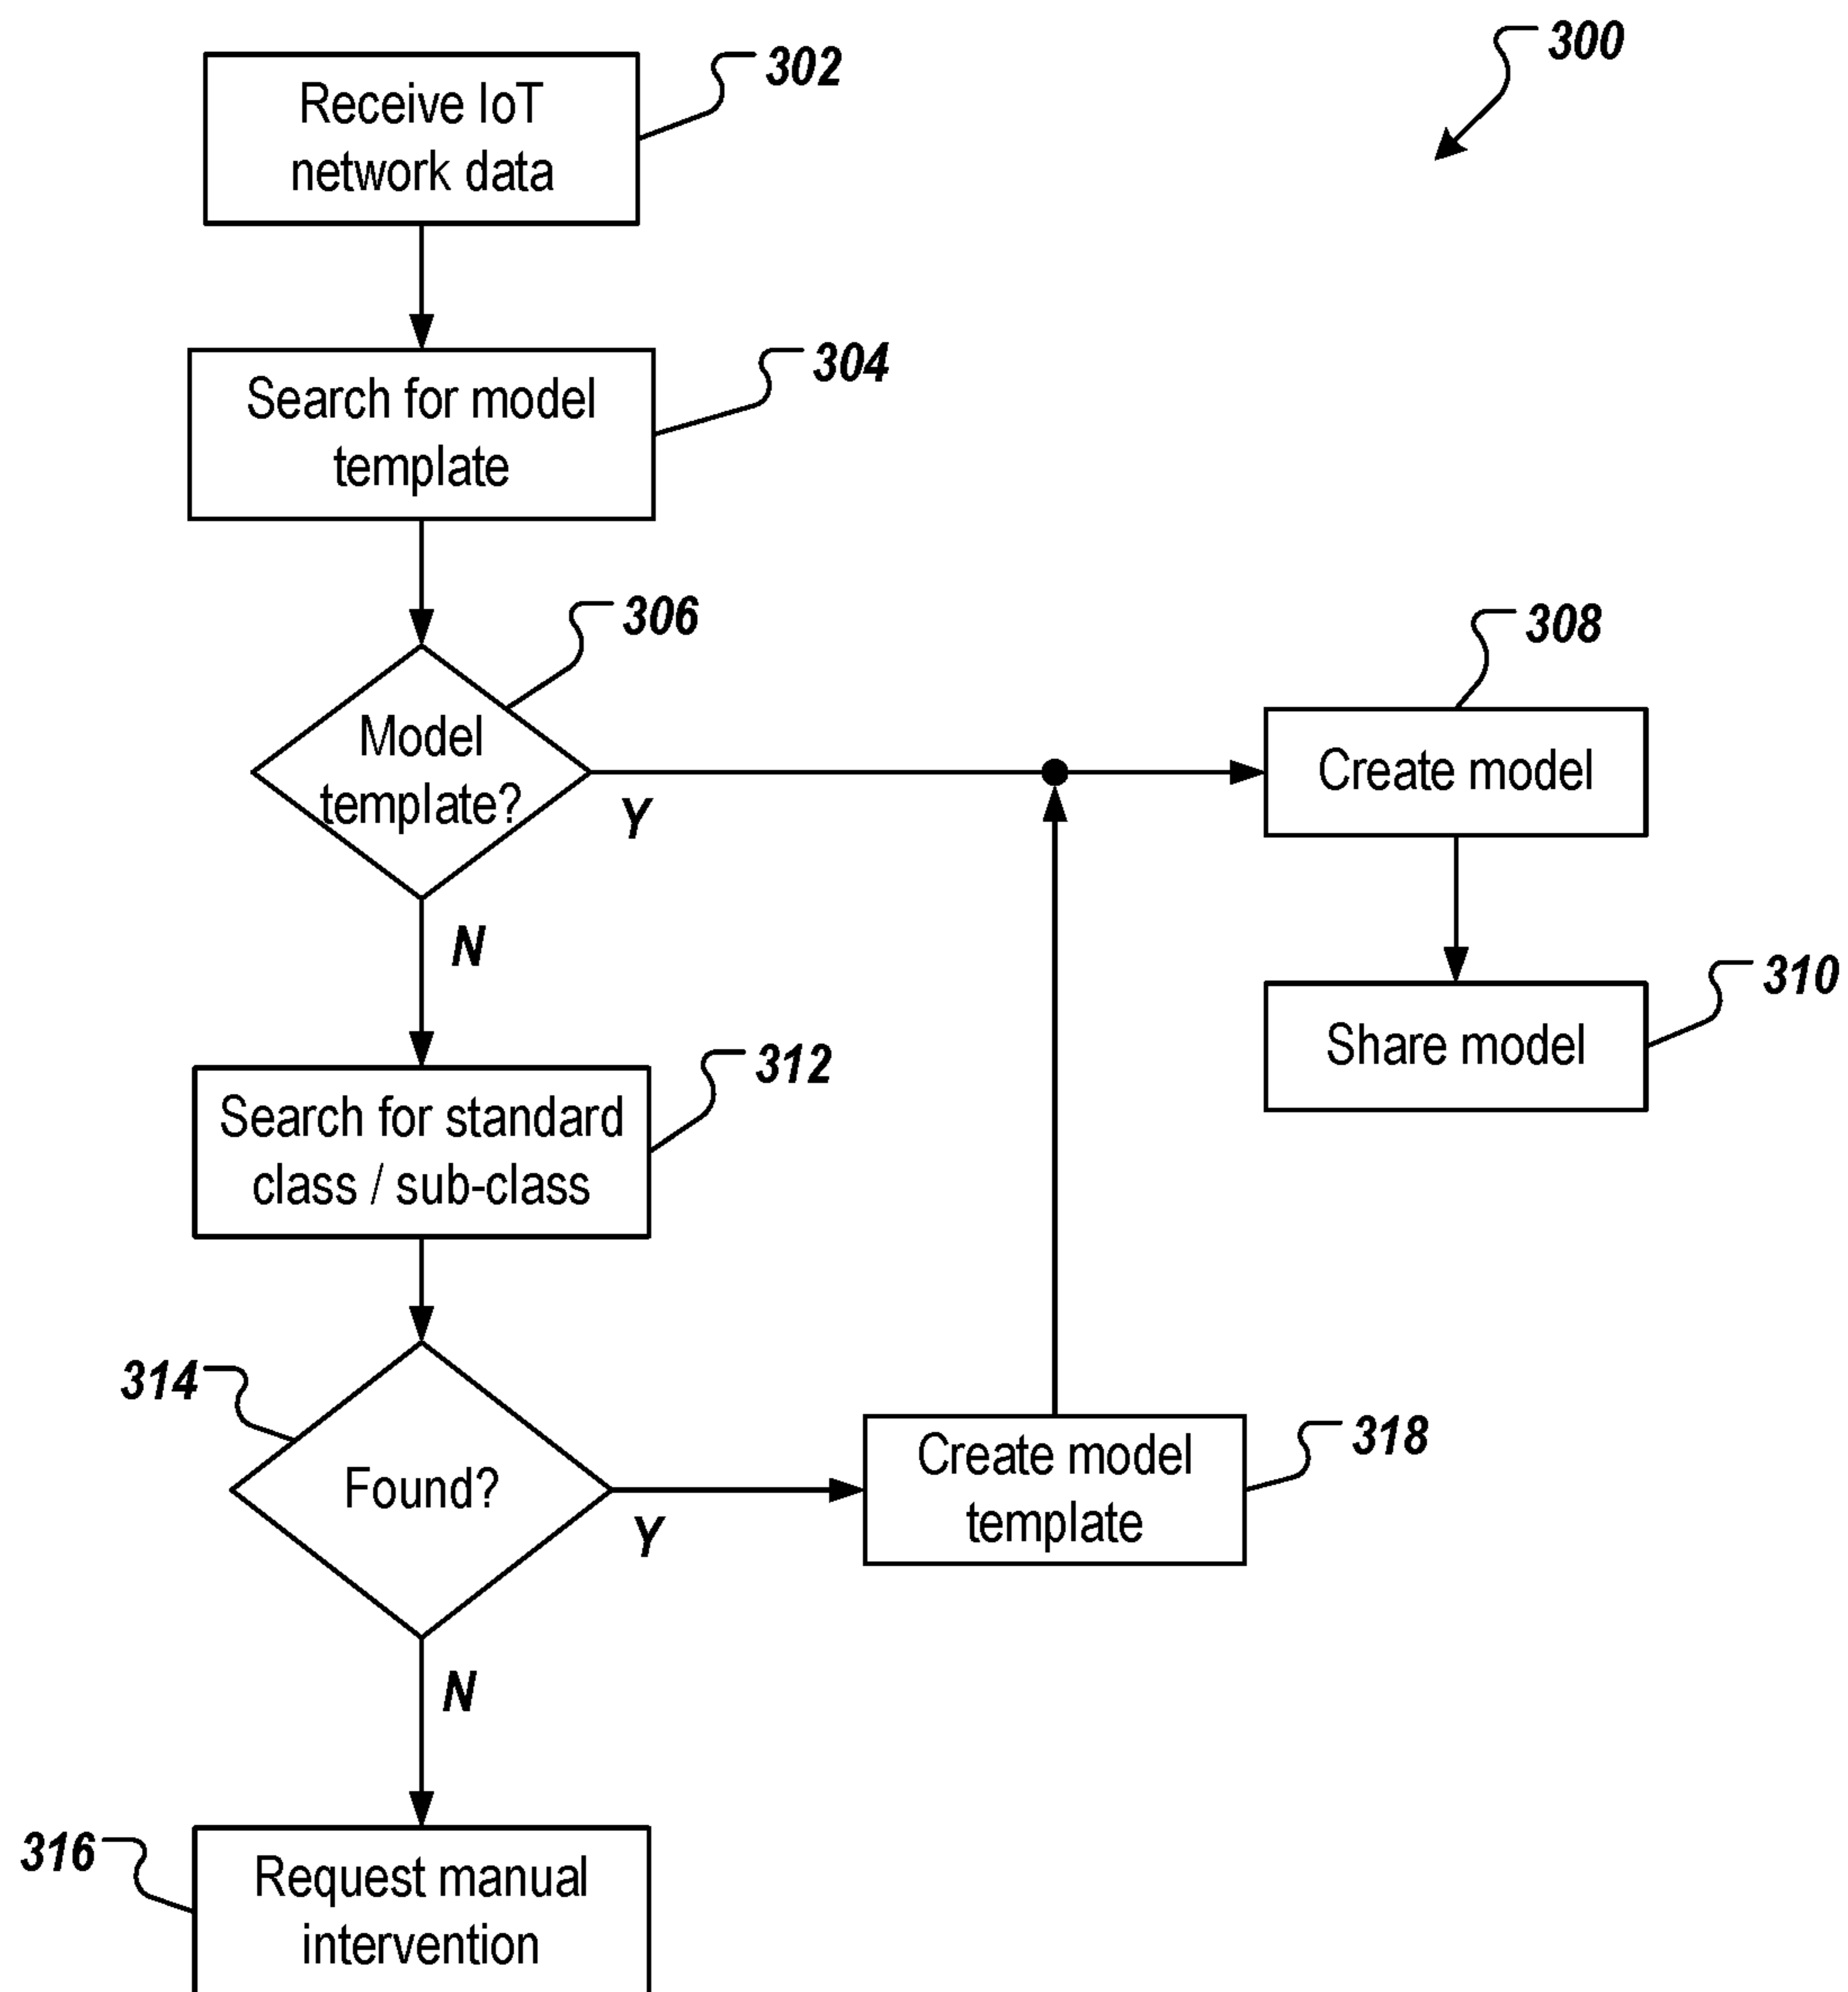 300
302
Receive IoT
network data
304
Search for model
template
306
Model
template?
Y
N
308
Create model
310
Share model
312
Search for standard
class / sub-class
314
Found?
Y
N
318
Create model
template
316
Request manual
intervention